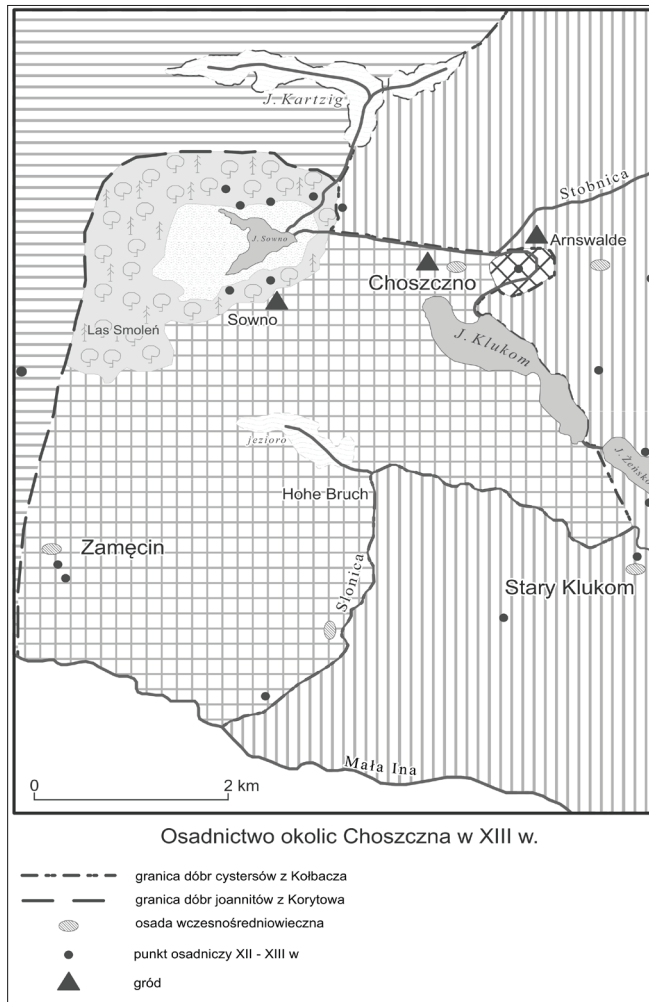 J. Kartzig
Stobnica
J. Sowno
Arnswalde
Choszczno
Sowno
Las Smoleń
J. Klukom
jezioro
J. Żeńsko
Hohe Bruch
Zamęcin
Słonica
Stary Klukom
Mała Ina
0 2 km
Osadnictwo okolic Choszczna w XIII w.
granica dóbr cystersów z Kołbacza
granica dóbr joannitów z Korytowa
osada wczesnośredniowieczna
punkt osadniczy XII - XIII w
gród